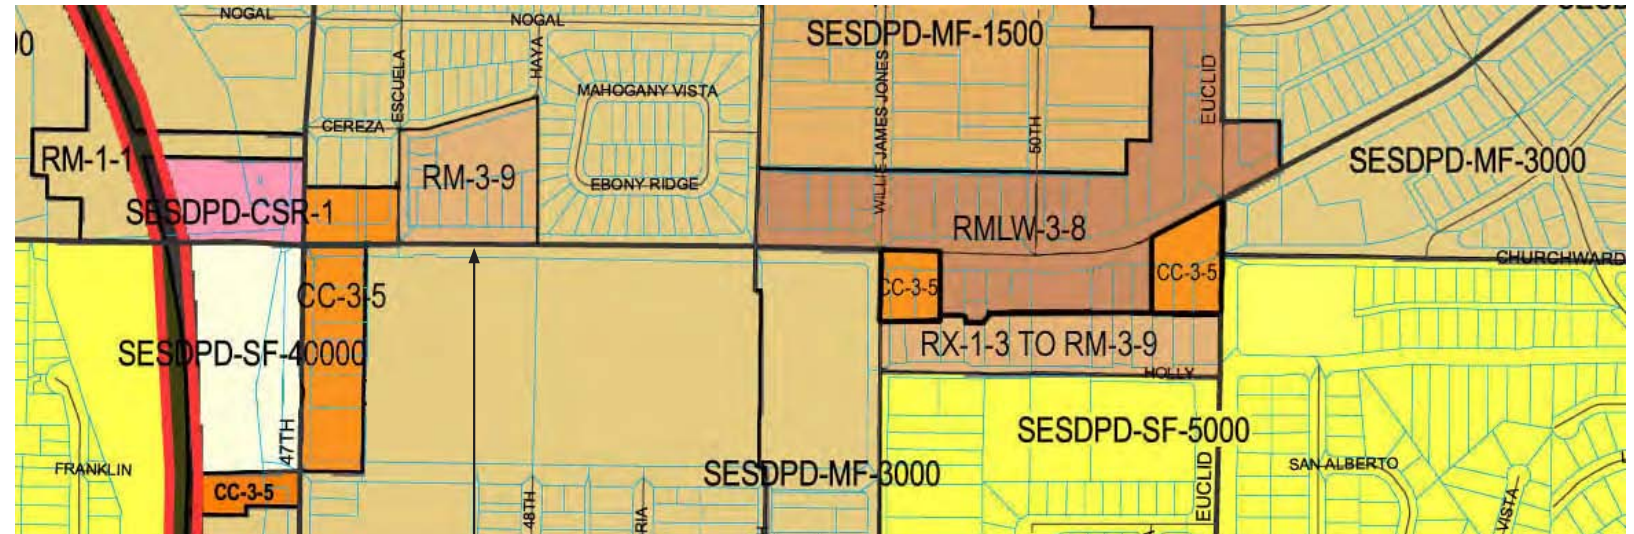 NOGAL
NOGAL
SESDPD-MF-1500
ESCUELA
HAYA
MAHOGANY VISTA
WILLIE JAMES JONES
50TH
EUCLID
CEREZA
RM-1-1
RM-3-9
EBONY RIDGE
SESDPD-MF-3000
SESDPD-CSR-1
RMLW-3-8
CHURCHWARD
CC-3-5
CC-3-5
CC-3-5
SESDPD-SF-40000
RX-1-3 TO RM-3-9
HOLLY
47TH
SESDPD-SF-5000
FRANKLIN
SESDPD-MF-3000
SAN ALBERTO
EUCLID
CC-3-5
48TH
RIA
VISTA